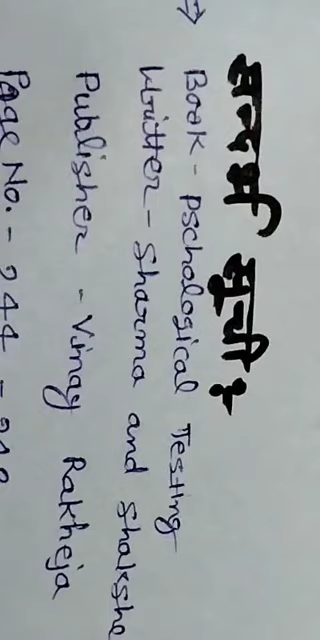 सन्दर्भ सूची :
⇒ Book - Pschological Testing
Writter - Sharma and Shakshe
Publisher - Vinay Rakheja
Page No. - 244 -